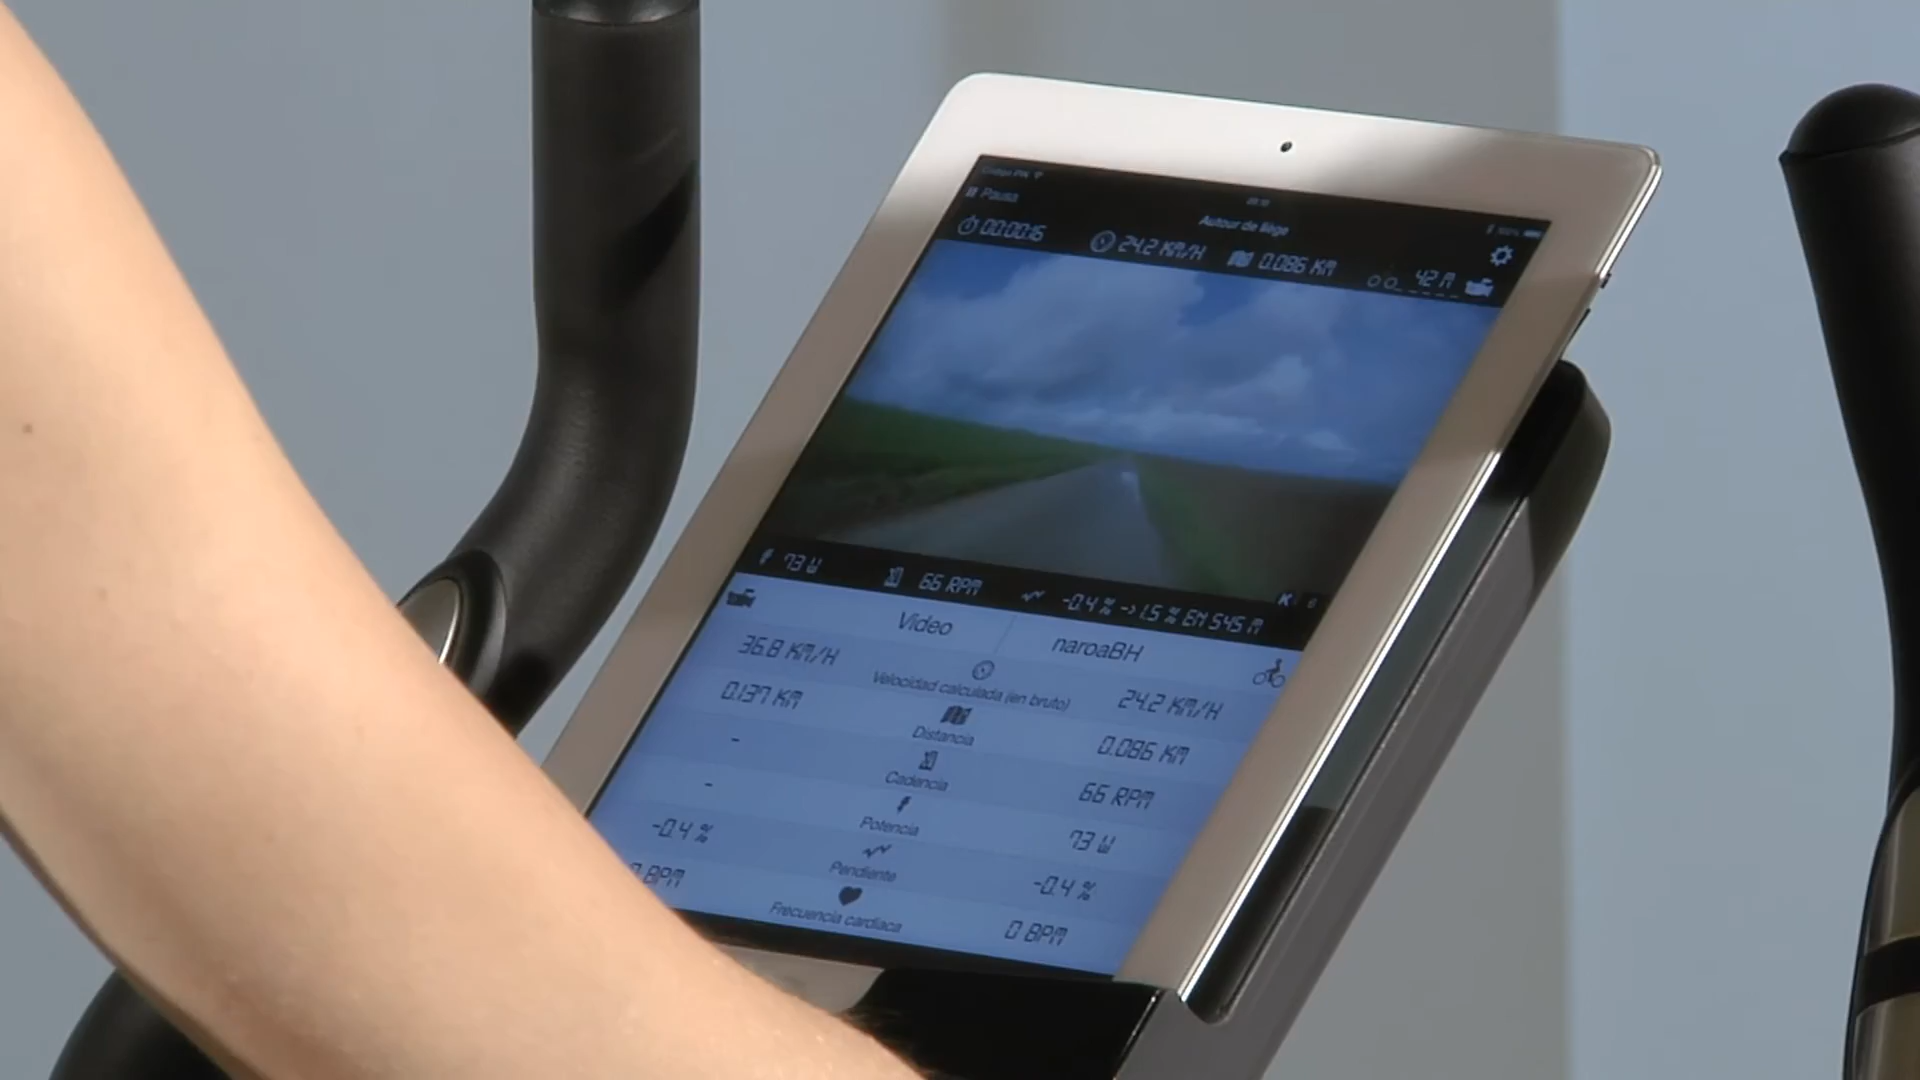 Pausa
Autour de liège
00:00:16 24.2 KM/H 0.086 KM 42 M
73 W 66 RPM -0.4 % -> 1.5 % EN 545 M
Video naroaBH
36.8 KM/H Velocidad calculada (en bruto) 24.2 KM/H
0.137 KM Distancia 0.086 KM
- Cadencia 66 RPM
- Potencia 73 W
-0.4 % Pendiente -0.4 %
BPM Frecuencia cardíaca 0 BPM